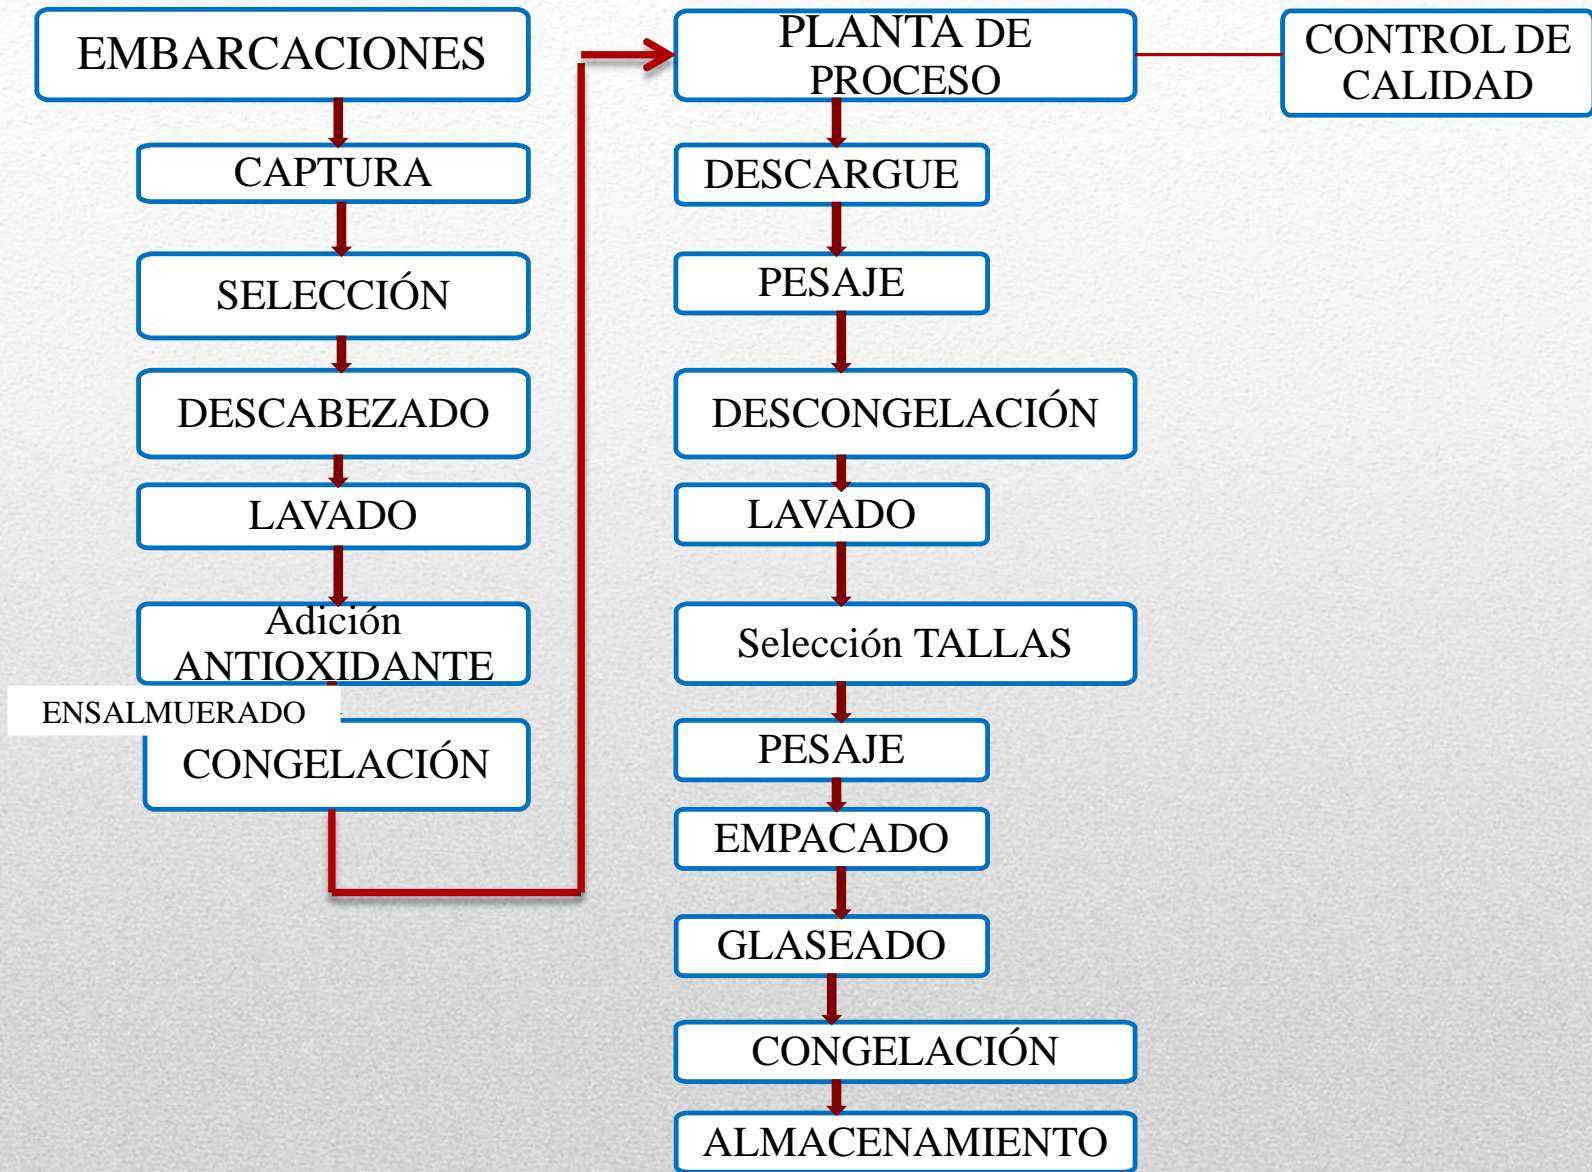 EMBARCACIONES
CAPTURA
SELECCIÓN
DESCABEZADO
LAVADO
Adición
ANTIOXIDANTE
ENSALMUERADO
CONGELACIÓN
PLANTA DE
PROCESO
DESCARGUE
PESAJE
DESCONGELACIÓN
LAVADO
Selección TALLAS
PESAJE
EMPACADO
GLASEADO
CONGELACIÓN
ALMACENAMIENTO
CONTROL DE
CALIDAD